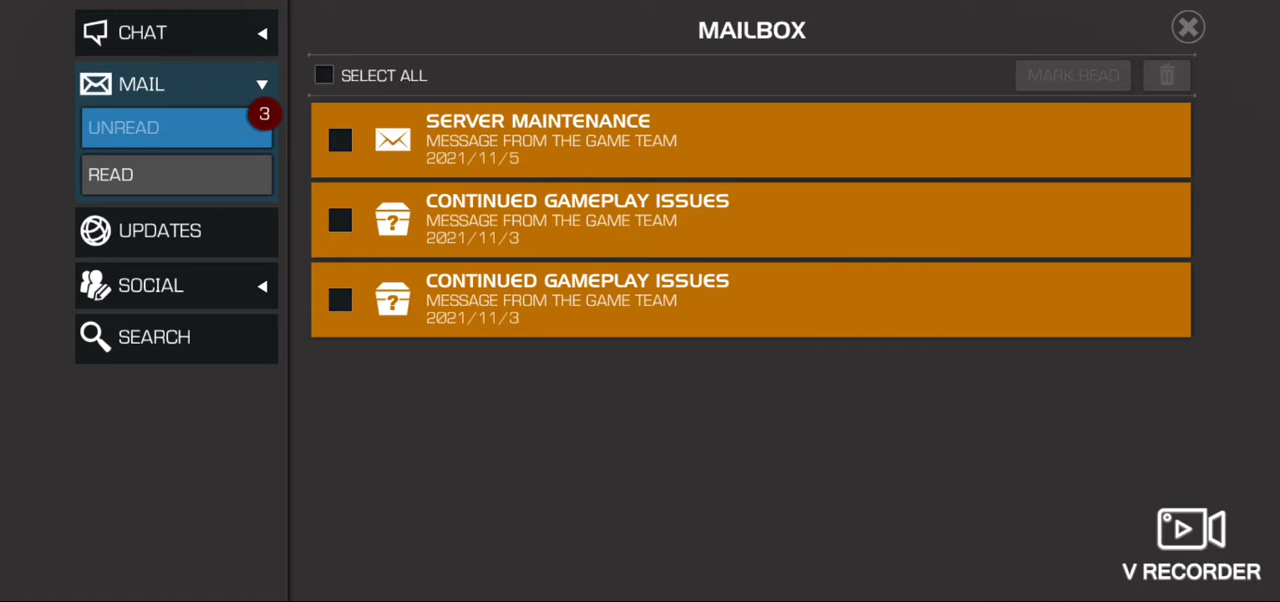 CHAT
MAIL
3
UNREAD
READ
UPDATES
SOCIAL
SEARCH
MAILBOX
SELECT ALL
MARK READ
SERVER MAINTENANCE
MESSAGE FROM THE GAME TEAM
2021/11/5
CONTINUED GAMEPLAY ISSUES
MESSAGE FROM THE GAME TEAM
2021/11/3
CONTINUED GAMEPLAY ISSUES
MESSAGE FROM THE GAME TEAM
2021/11/3
V RECORDER